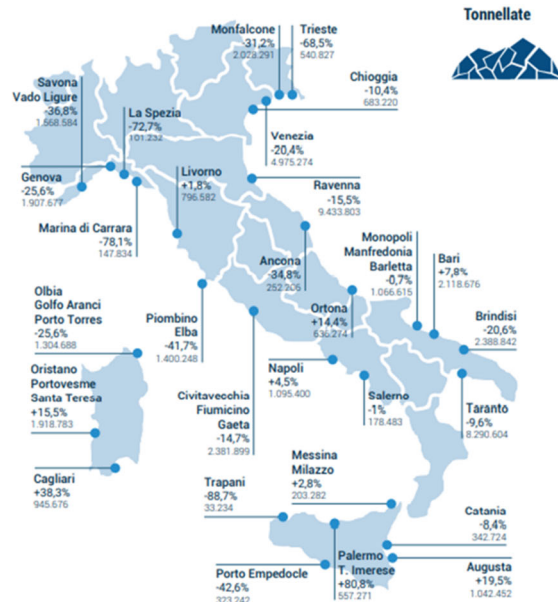 Tonnellate
Monfalcone
-31,2%
2.028.291
Trieste
-68,5%
540.827
Chioggia
-10,4%
683.220
Savona
Vado Ligure
-36,8%
1.568.584
La Spezia
-72,7%
101.232
Venezia
-20,4%
4.975.274
Genova
-25,6%
1.907.677
Livorno
+1,8%
796.582
Ravenna
-15,5%
9.433.803
Marina di Carrara
-78,1%
147.834
Ancona
-34,8%
252.206
Monopoli
Manfredonia
Barletta
-0,7%
1.066.615
Bari
+7,8%
2.118.676
Olbia
Golfo Aranci
Porto Torres
-25,6%
1.304.688
Piombino
Elba
-41,7%
1.400.248
Ortona
+14,4%
636.274
Brindisi
-20,6%
2.388.842
Oristano
Portovesme
Santa Teresa
+15,5%
1.918.783
Civitavecchia
Fiumicino
Gaeta
-14,7%
2.381.899
Napoli
+4,5%
1.095.400
Salerno
-1%
178.483
Taranto
-9,6%
8.290.604
Cagliari
+38,3%
945.676
Trapani
-88,7%
33.234
Messina
Milazzo
+2,8%
203.282
Catania
-8,4%
342.724
Porto Empedocle
-42,6%
323.242
Palermo
T. Imerese
+80,8%
557.271
Augusta
+19,5%
1.042.452